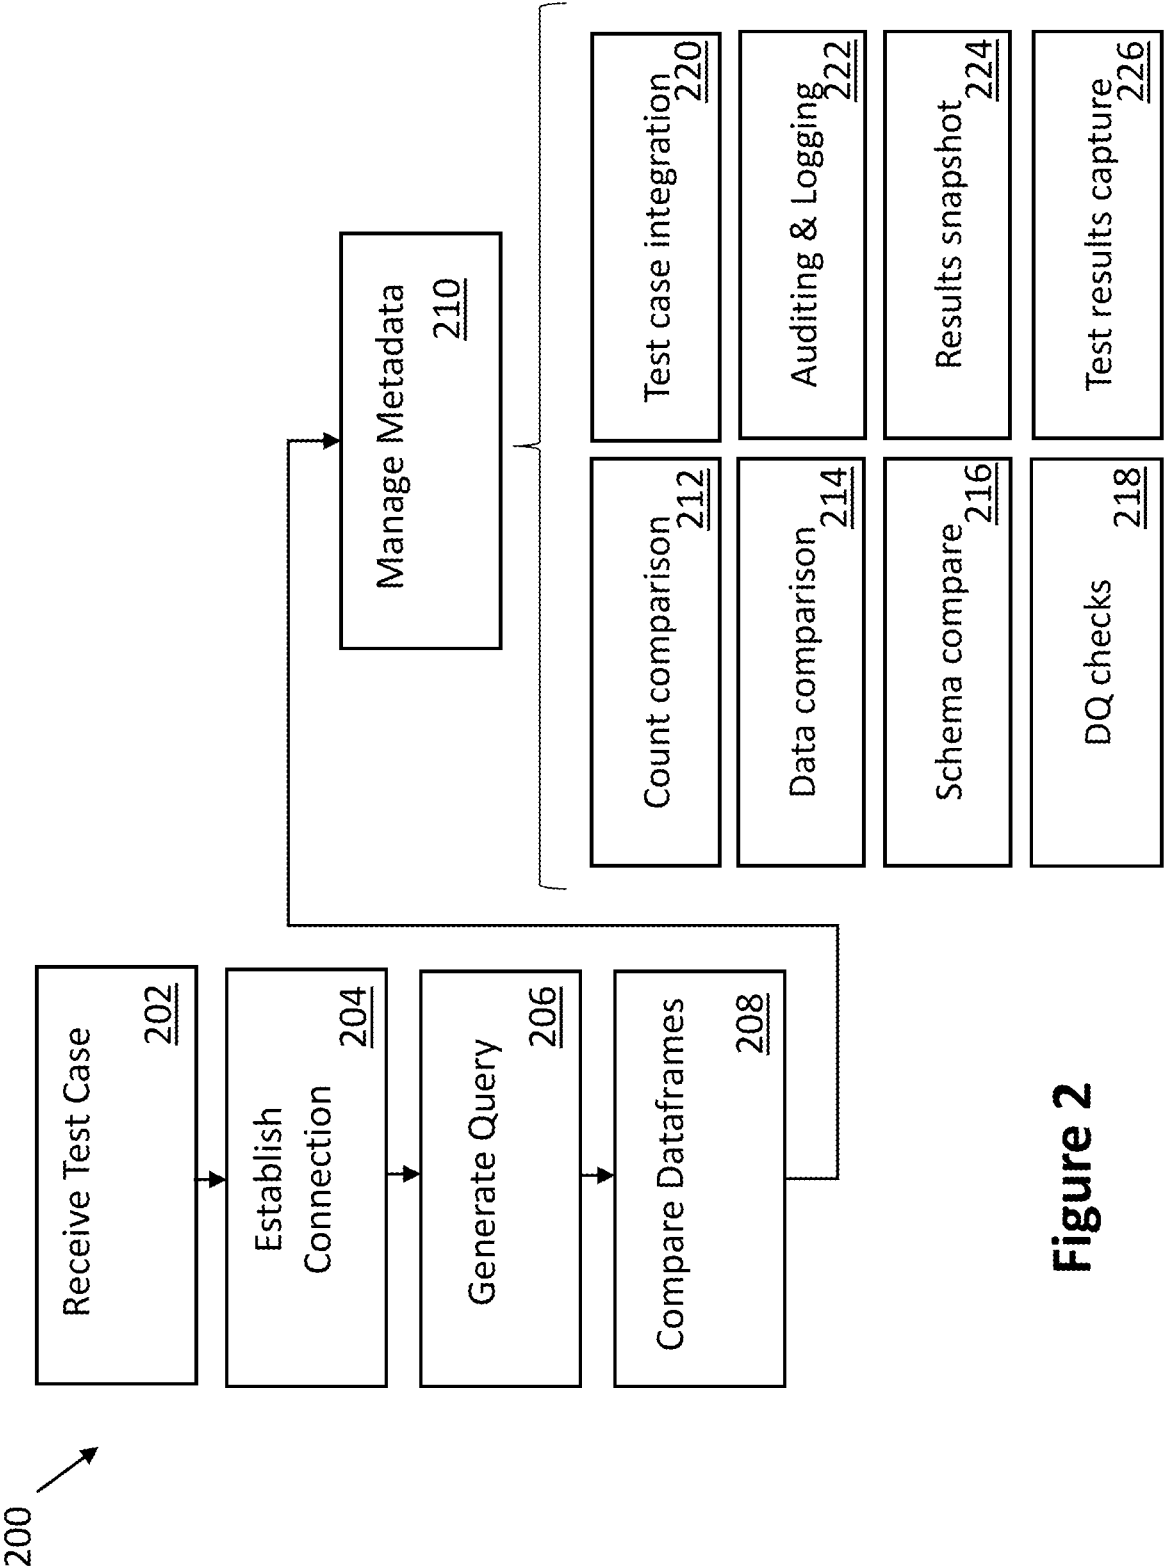 200
Receive Test Case
202
Establish
Connection
204
Generate Query
206
Compare Dataframes
208
Manage Metadata
210
Count comparison
212
Test case integration
220
Data comparison
214
Auditing & Logging
222
Schema compare
216
Results snapshot
224
DQ checks
218
Test results capture
226
Figure 2